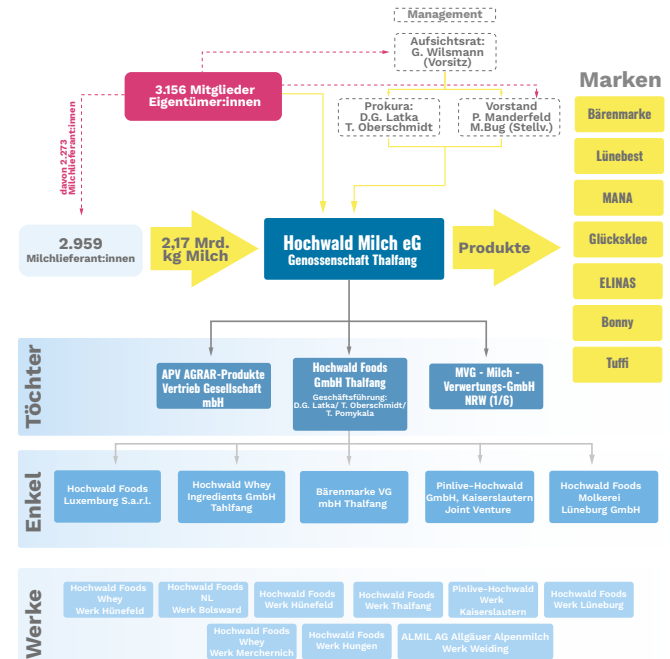 Management
Aufsichtsrat:
G. Wilsmann
(Vorsitz)
3.156 Mitglieder
Eigentümer:innen
Prokura:
D.G. Latka
T. Oberschmidt
Vorstand
P. Manderfeld
M.Bug (Stellv.)
davon 2.273
Milchlieferant:innen
2.959
Milchlieferant:innen
2,17 Mrd.
kg Milch
Hochwald Milch eG
Genossenschaft Thalfang
Produkte
Marken
Bärenmarke
Lünebest
MANA
Glücksklee
ELINAS
Bonny
Tuffi
Töchter
APV AGRAR-Produkte
Vertrieb Gesellschaft
mbH
Hochwald Foods
GmbH Thalfang
Geschäftsführung:
D.G. Latka/ T. Oberschmidt/
T. Pomykala
MVG - Milch -
Verwertungs-GmbH
NRW (1/6)
Enkel
Hochwald Foods
Luxemburg S.a.r.l.
Hochwald Whey
Ingredients GmbH
Tahlfang
Bärenmarke VG
mbH Thalfang
Pinlive-Hochwald
GmbH, Kaiserslautern
Joint Venture
Hochwald Foods
Molkerei
Lüneburg GmbH
Werke
Hochwald Foods
Whey
Werk Hünefeld
Hochwald Foods
NL
Werk Bolsward
Hochwald Foods
Werk Hünefeld
Hochwald Foods
Werk Thalfang
Pinlive-Hochwald
Werk
Kaiserslautern
Hochwald Foods
Werk Lüneburg
Hochwald Foods
Whey
Werk Merchernich
Hochwald Foods
Werk Hungen
ALMIL AG Allgäuer Alpenmilch
Werk Weiding